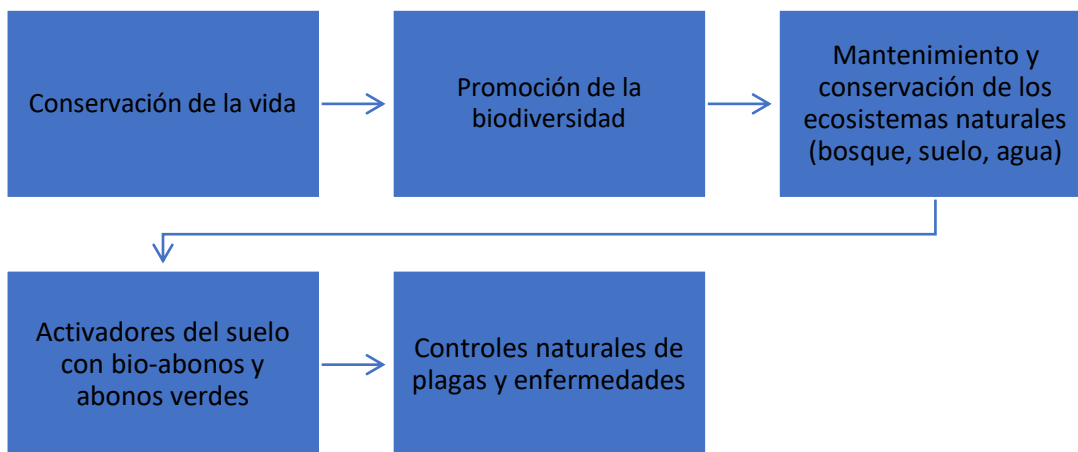 Conservación de la vida
Promoción de la
biodiversidad
Mantenimiento y
conservación de los
ecosistemas naturales
(bosque, suelo, agua)
Activadores del suelo
con bio-abonos y
abonos verdes
Controles naturales de
plagas y enfermedades